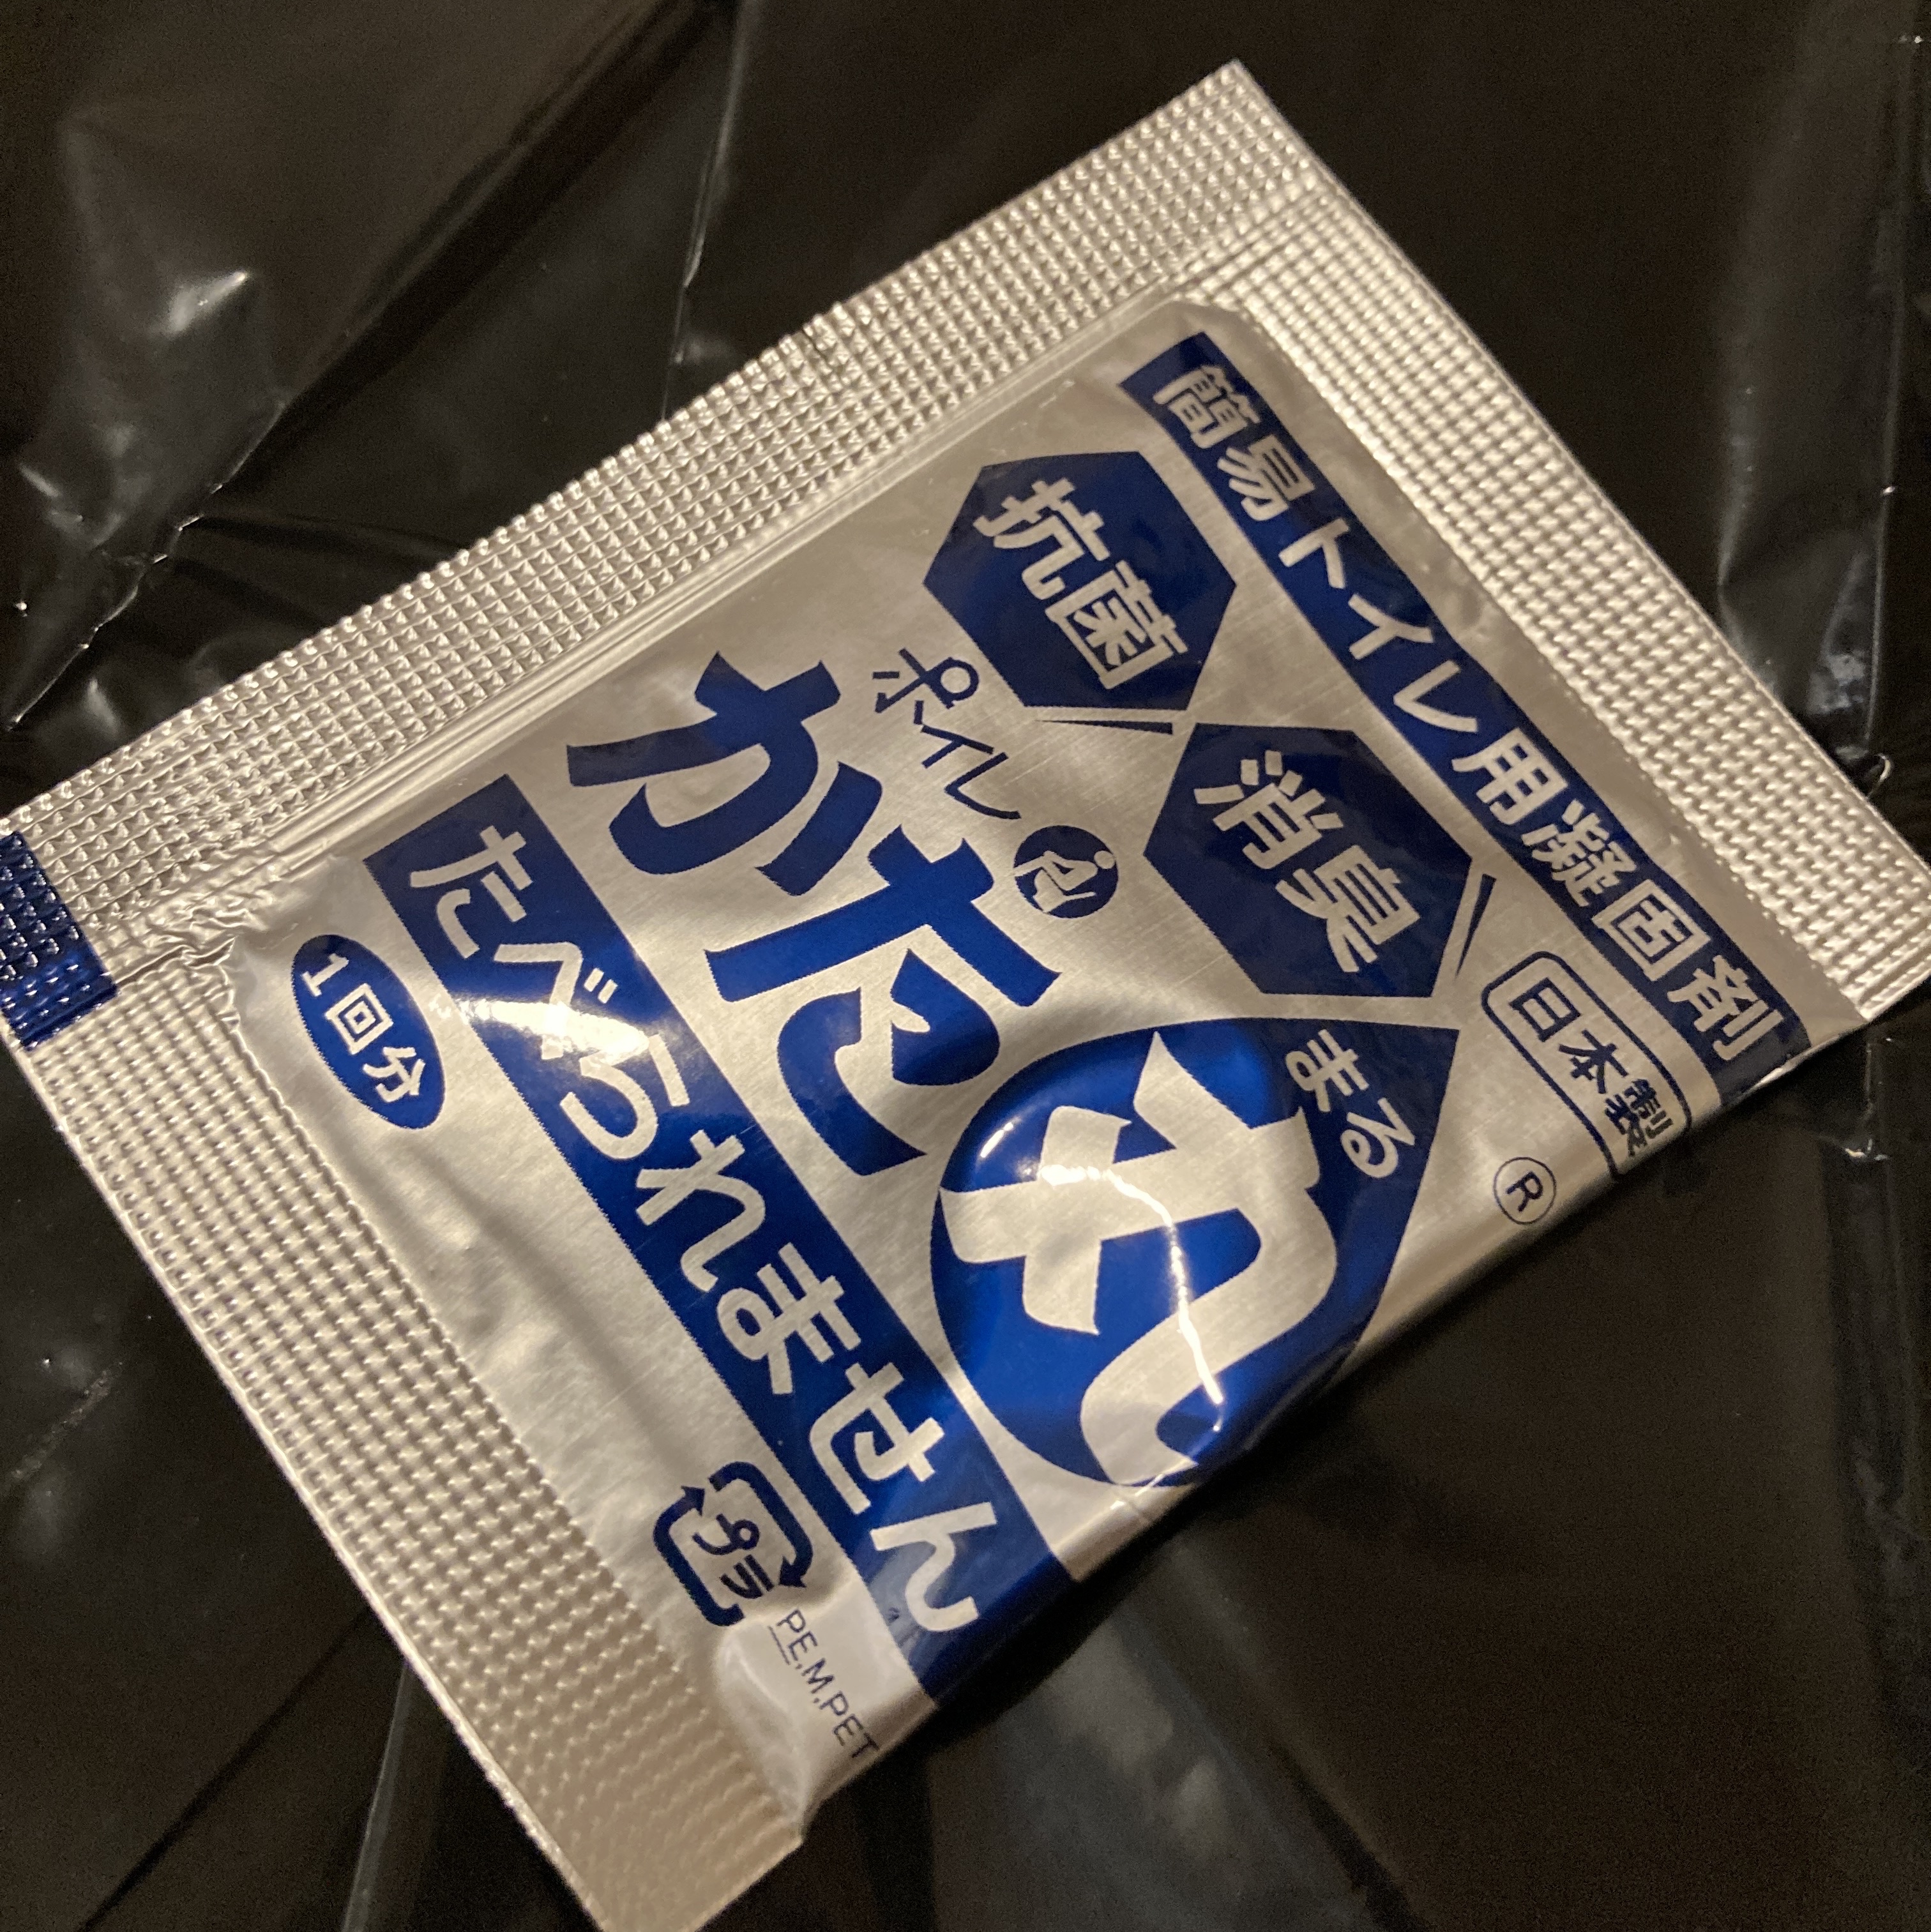 簡易トイレ用凝固剤
日本製
抗菌
消臭
まる
®
ポイレ
かため丸
たべられません
1回分
プラ
PE,M,PET